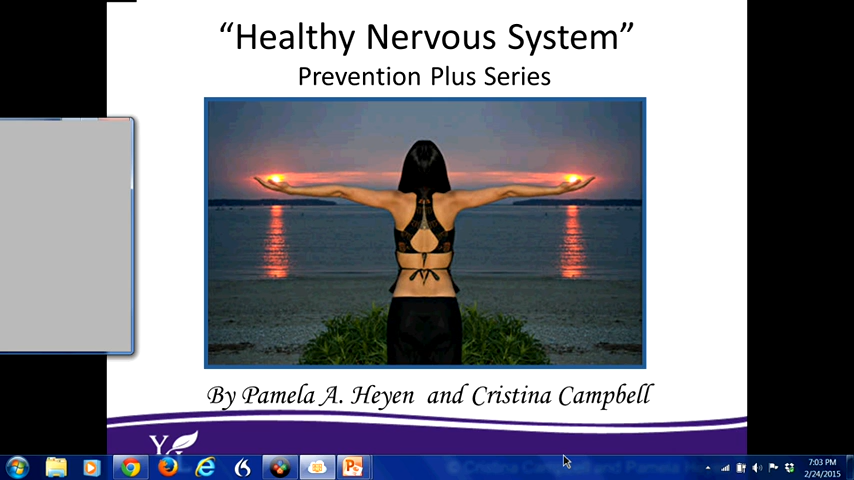 “Healthy Nervous System”
Prevention Plus Series
By Pamela A. Heyen and Cristina Campbell
Y
7:03 PM
2/24/2015